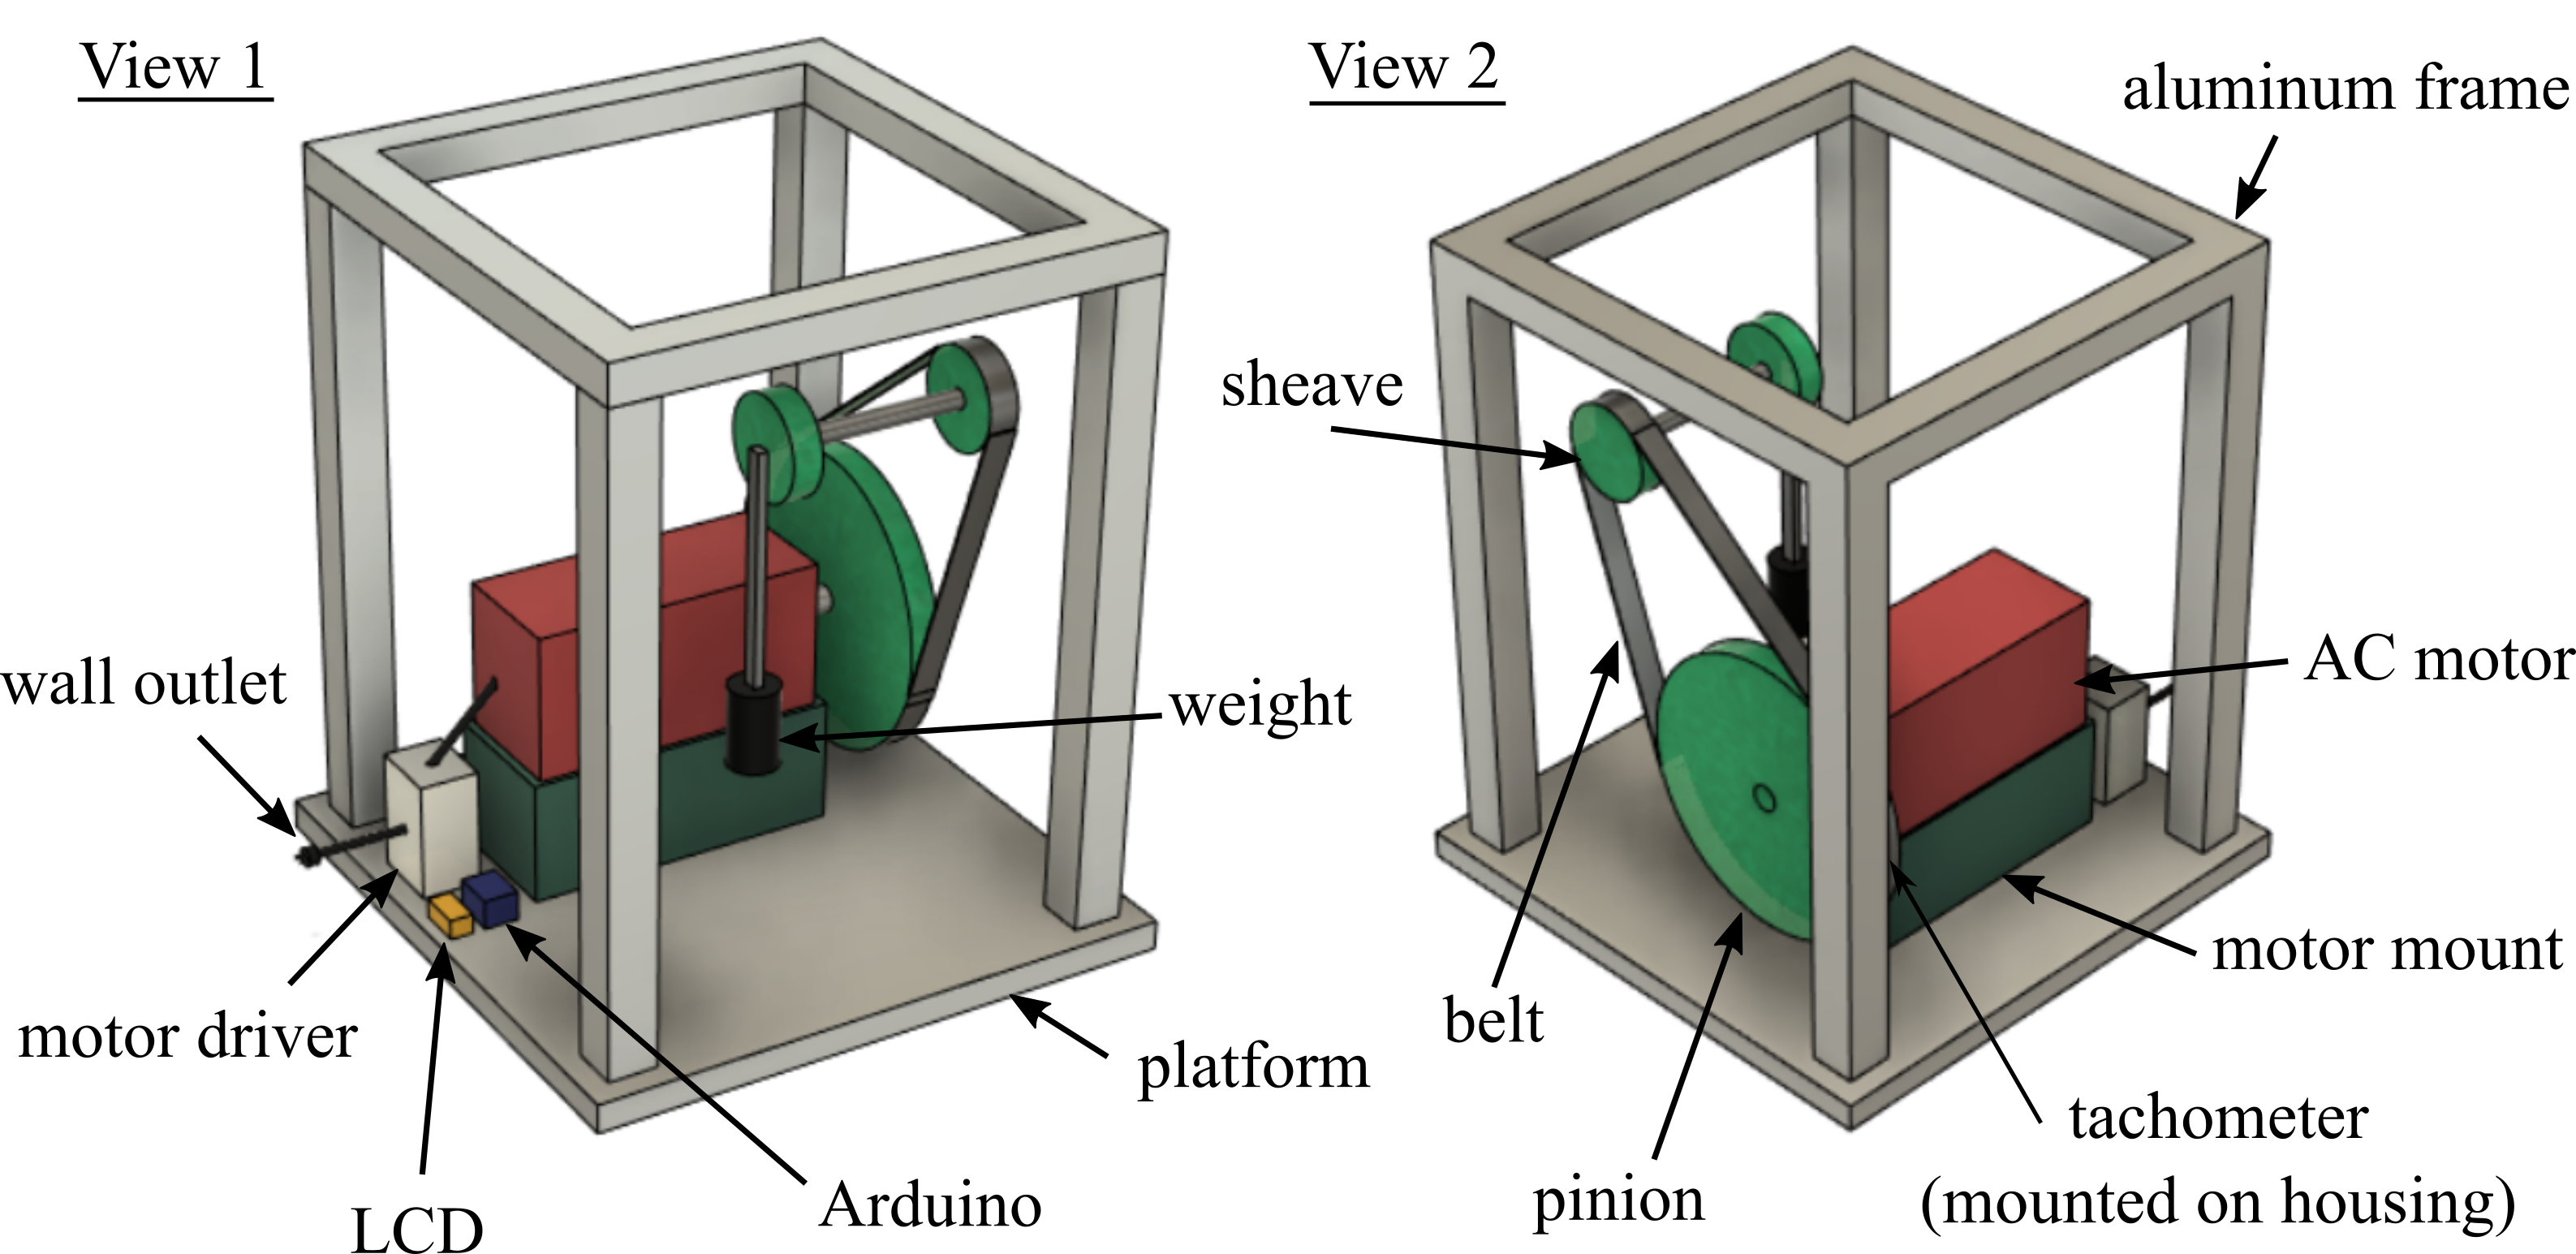 View 1
View 2
aluminum frame
sheave
wall outlet
AC motor
weight
motor driver
belt
motor mount
platform
tachometer
(mounted on housing)
pinion
Arduino
LCD